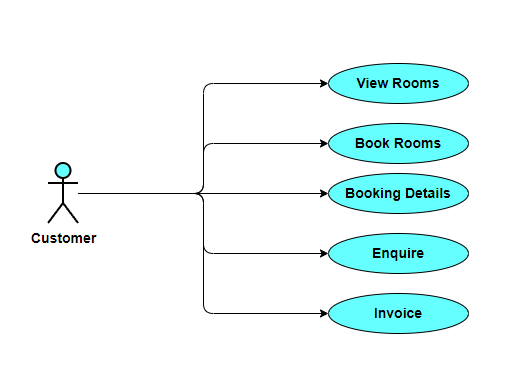 View Rooms
Book Rooms
Booking Details
Customer
Enquire
Invoice